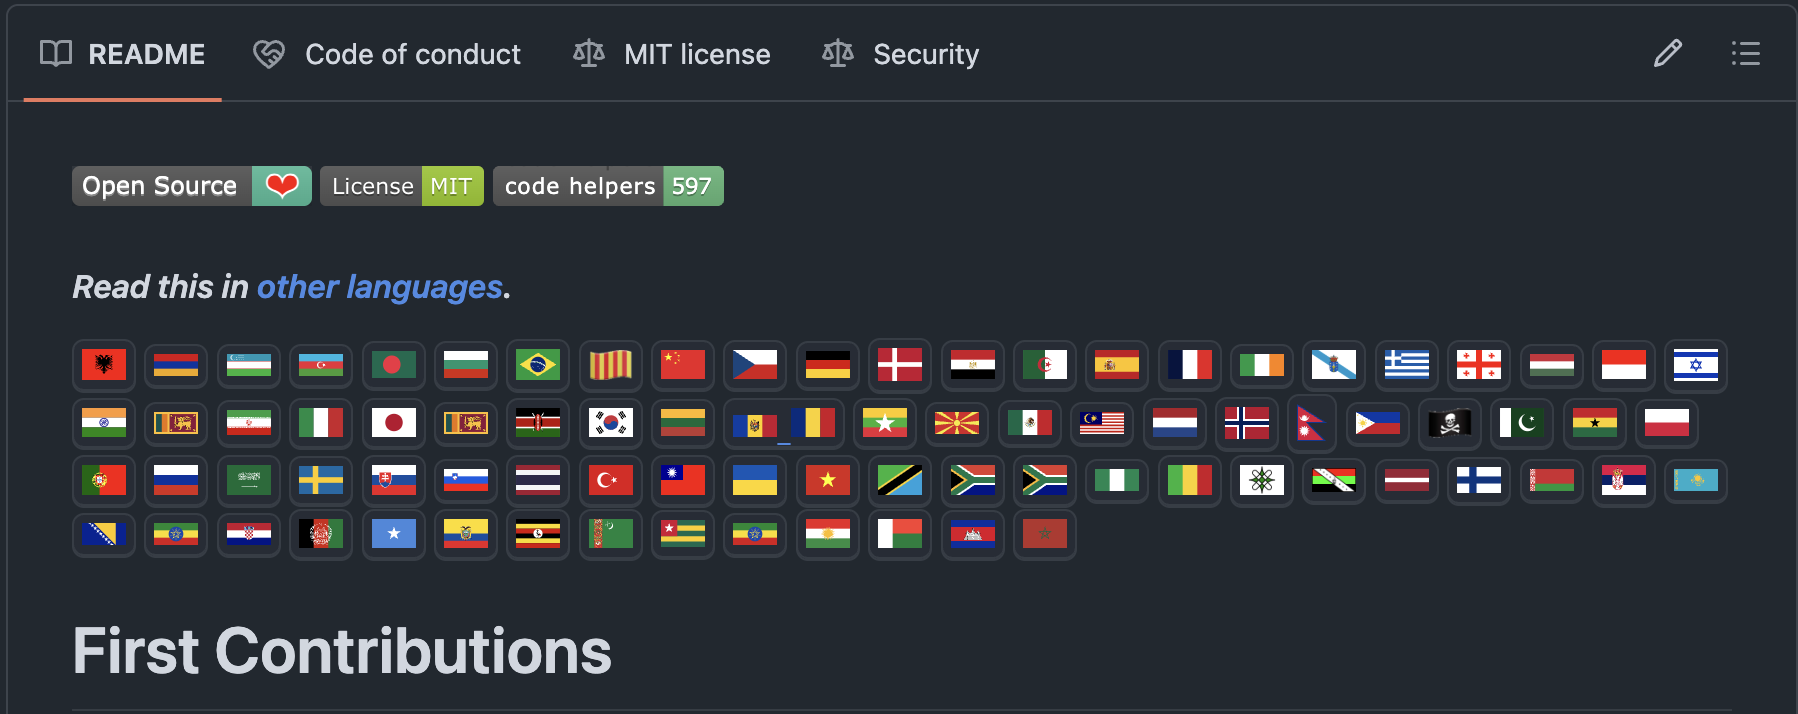 README Code of conduct MIT license Security
Open Source License MIT code helpers 597
Read this in other languages.
First Contributions